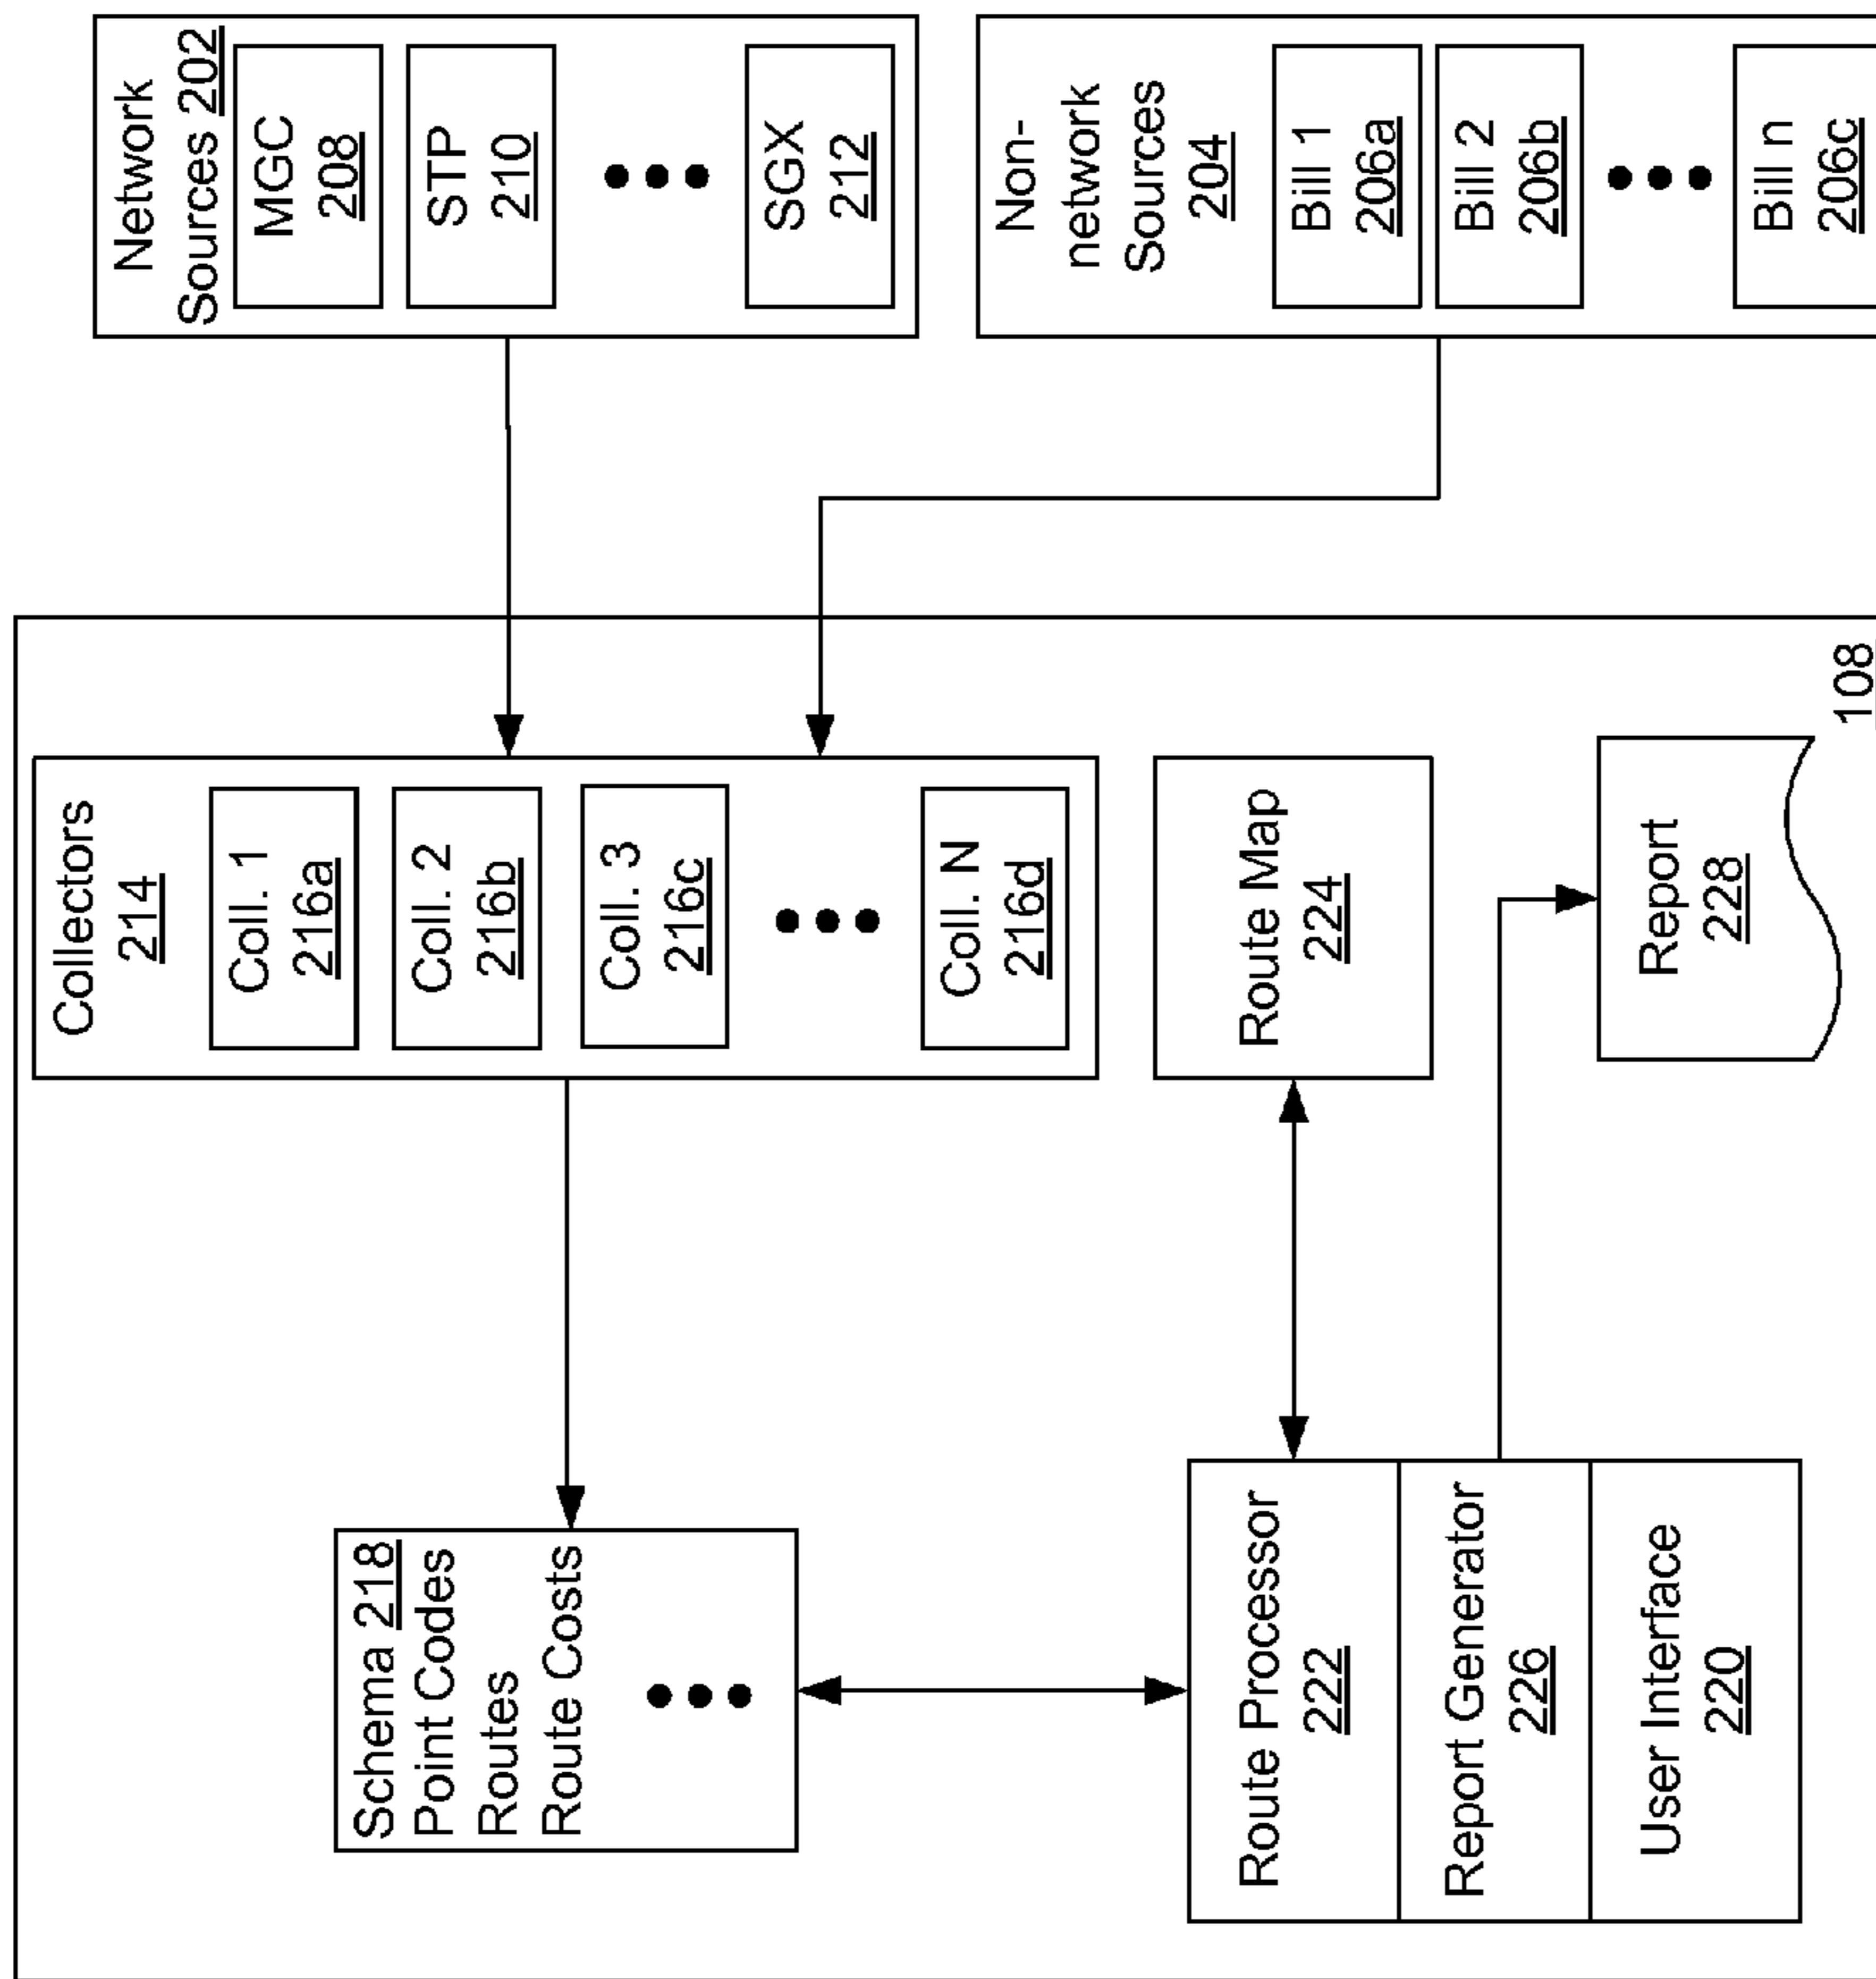 Schema 218
Point Codes
Routes
Route Costs
Collectors
214
Coll. 1
216a
Coll. 2
216b
Coll. 3
216c
Coll. N
216d
Network
Sources 202
MGC
208
STP
210
SGX
212
Non-
network
Sources
204
Bill 1
206a
Bill 2
206b
Bill n
206c
Route Processor
222
Report Generator
226
User Interface
220
Route Map
224
Report
228
108